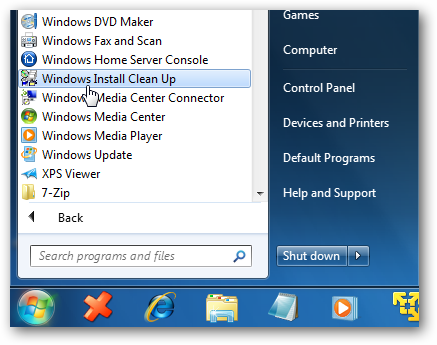 Windows DVD Maker
Windows Fax and Scan
Windows Home Server Console
Windows Install Clean Up
Windows Media Center Connector
Windows Media Center
Windows Media Player
Windows Update
XPS Viewer
7-Zip
Back
Search programs and files
Games
Computer
Control Panel
Devices and Printers
Default Programs
Help and Support
Shut down